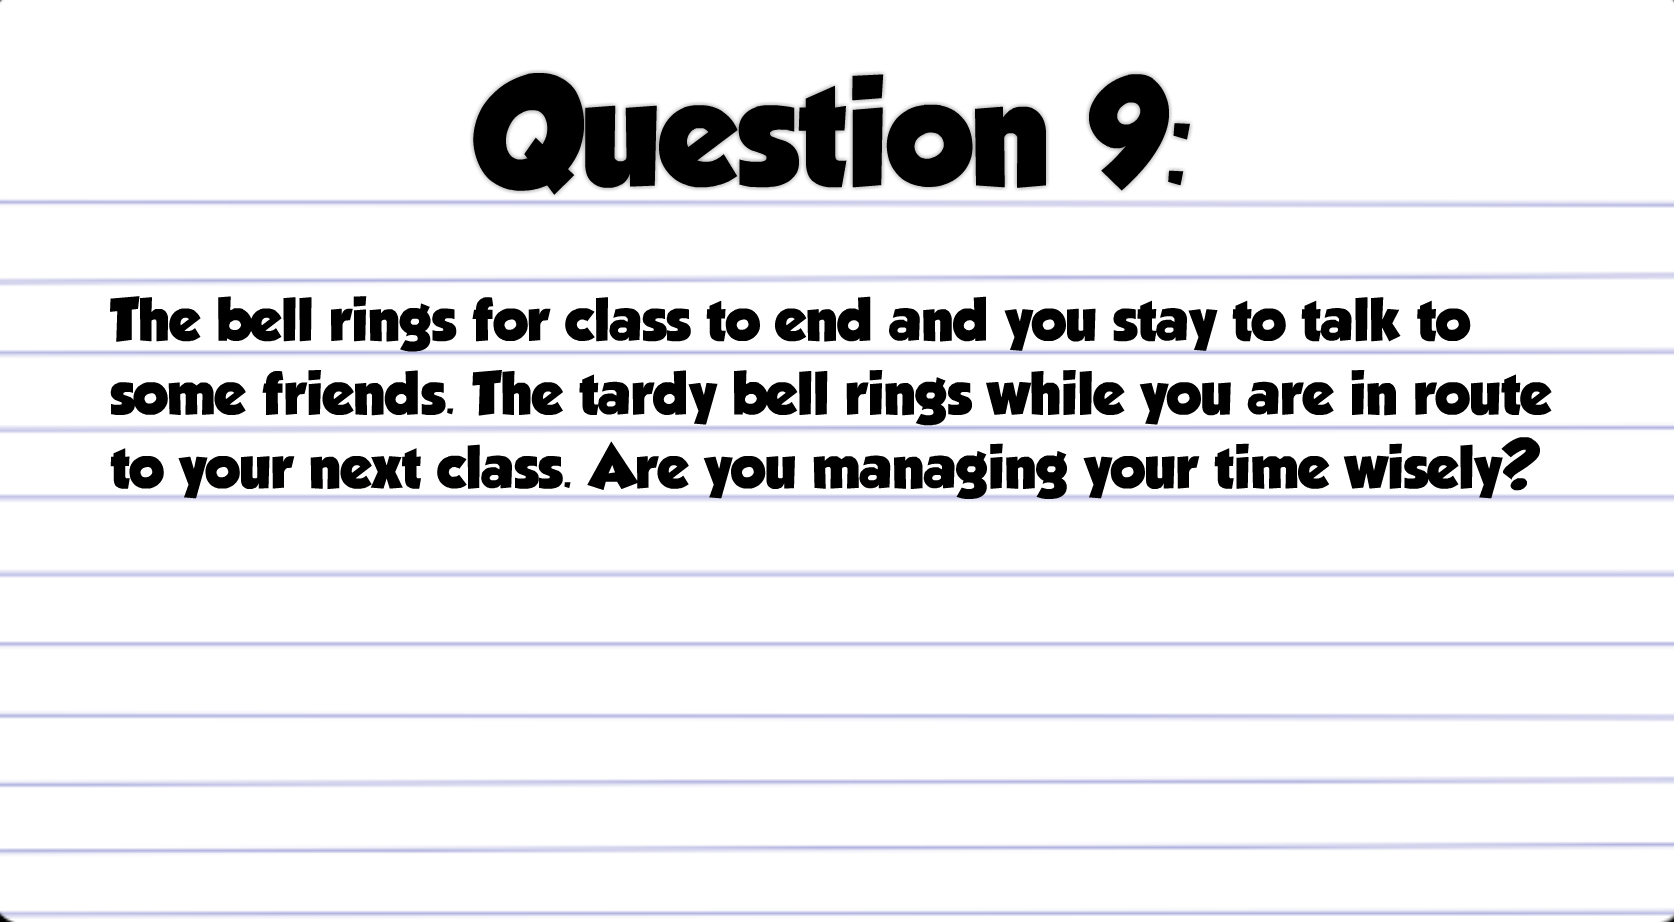 Question 9:
The bell rings for class to end and you stay to talk to
some friends. The tardy bell rings while you are in route
to your next class. Are you managing your time wisely?